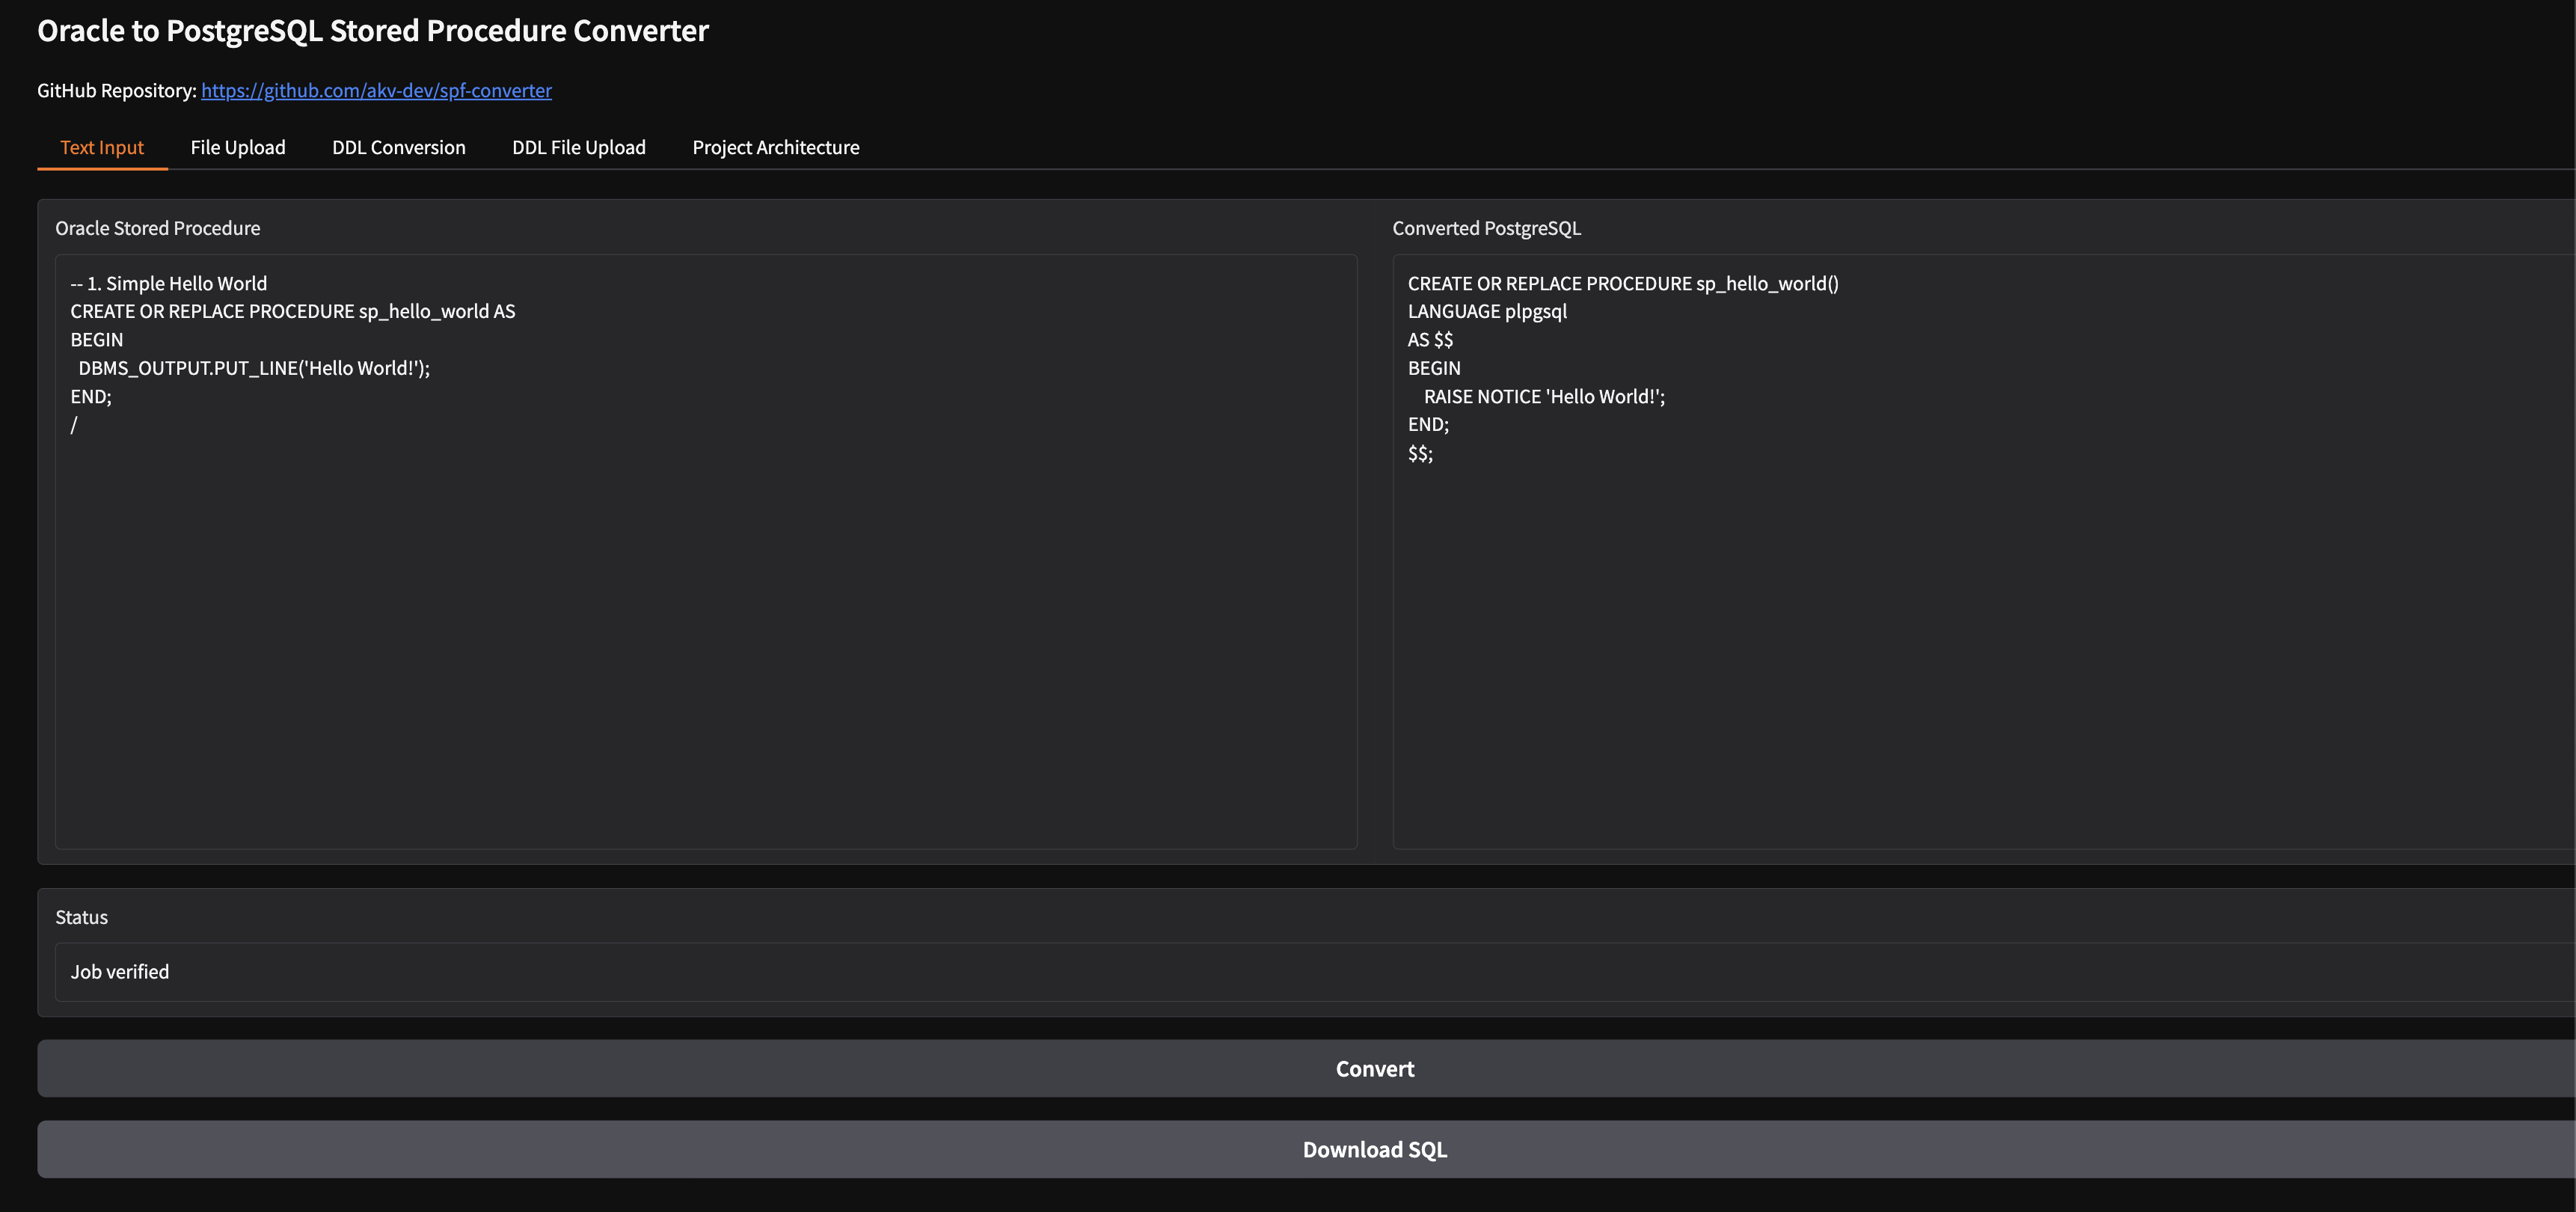 Oracle to PostgreSQL Stored Procedure Converter
GitHub Repository: https://github.com/akv-dev/spf-converter
Text Input
File Upload
DDL Conversion
DDL File Upload
Project Architecture
Oracle Stored Procedure
-- 1. Simple Hello World
CREATE OR REPLACE PROCEDURE sp_hello_world AS
BEGIN
  DBMS_OUTPUT.PUT_LINE('Hello World!');
END;
/
Converted PostgreSQL
CREATE OR REPLACE PROCEDURE sp_hello_world()
LANGUAGE plpgsql
AS $$
BEGIN
    RAISE NOTICE 'Hello World!';
END;
$$;
Status
Job verified
Convert
Download SQL